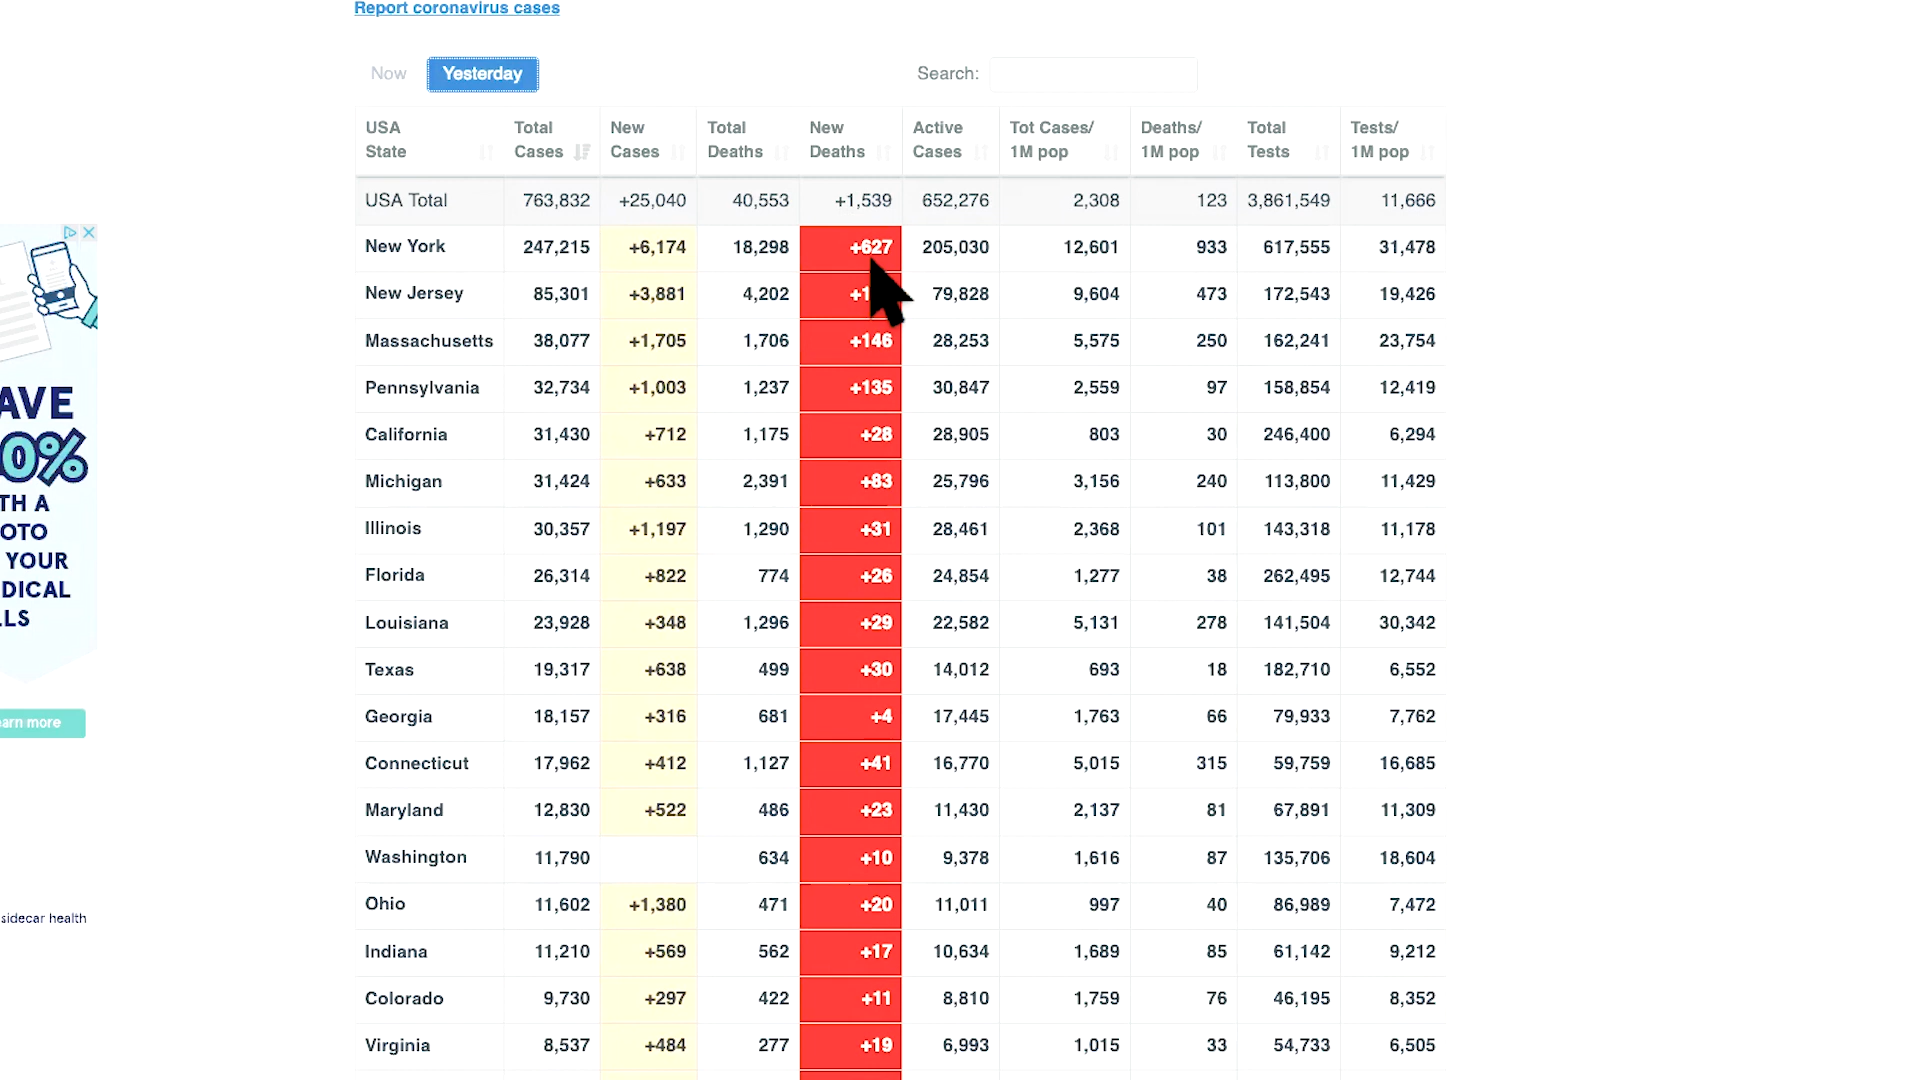 Report coronavirus cases
Now Yesterday Search:
USA State Total Cases New Cases Total Deaths New Deaths Active Cases Tot Cases/ 1M pop Deaths/ 1M pop Total Tests Tests/ 1M pop
USA Total 763,832 +25,040 40,553 +1,539 652,276 2,308 123 3,861,549 11,666
New York 247,215 +6,174 18,298 +627 205,030 12,601 933 617,555 31,478
New Jersey 85,301 +3,881 4,202 79,828 9,604 473 172,543 19,426
Massachusetts 38,077 +1,705 1,706 +146 28,253 5,575 250 162,241 23,754
Pennsylvania 32,734 +1,003 1,237 +135 30,847 2,559 97 158,854 12,419
California 31,430 +712 1,175 +28 28,905 803 30 246,400 6,294
Michigan 31,424 +633 2,391 +83 25,796 3,156 240 113,800 11,429
Illinois 30,357 +1,197 1,290 +31 28,461 2,368 101 143,318 11,178
Florida 26,314 +822 774 +26 24,854 1,277 38 262,495 12,744
Louisiana 23,928 +348 1,296 +29 22,582 5,131 278 141,504 30,342
Texas 19,317 +638 499 +30 14,012 693 18 182,710 6,552
Georgia 18,157 +316 681 +4 17,445 1,763 66 79,933 7,762
Connecticut 17,962 +412 1,127 +41 16,770 5,015 315 59,759 16,685
Maryland 12,830 +522 486 +23 11,430 2,137 81 67,891 11,309
Washington 11,790 634 +10 9,378 1,616 87 135,706 18,604
Ohio 11,602 +1,380 471 +20 11,011 997 40 86,989 7,472
Indiana 11,210 +569 562 +17 10,634 1,689 85 61,142 9,212
Colorado 9,730 +297 422 +11 8,810 1,759 76 46,195 8,352
Virginia 8,537 +484 277 +19 6,993 1,015 33 54,733 6,505
AVE
0%
TH A
OTO
YOUR
DICAL
LLS
arn more
sidecar health